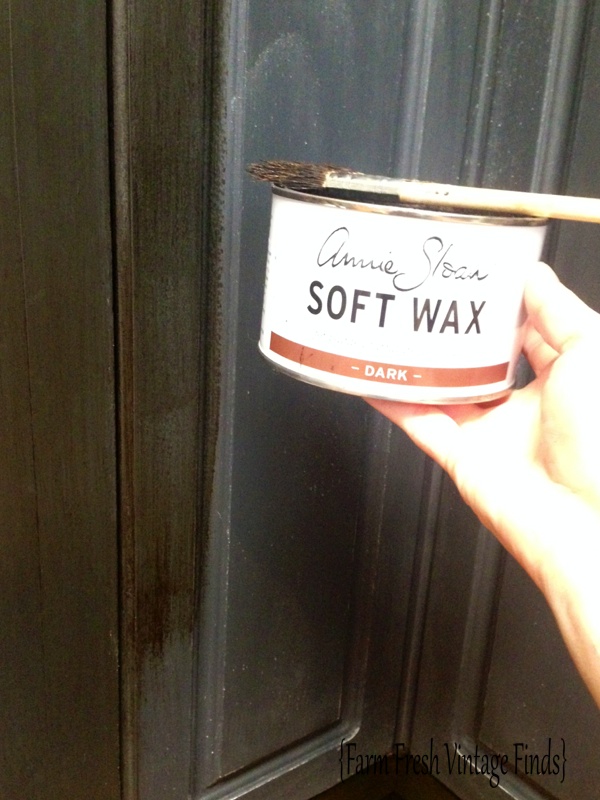 Annie Sloan
SOFT WAX
– DARK –
{Farm Fresh Vintage Finds}